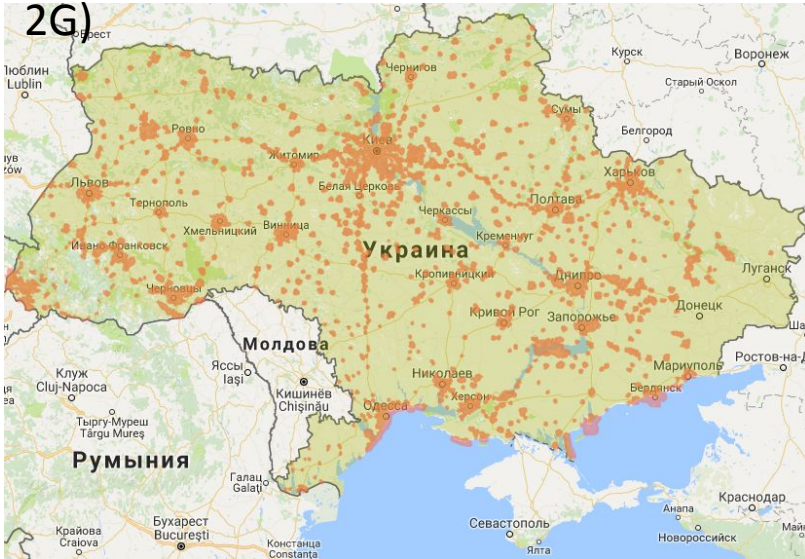 2G)
Брест
Люблин
Lublin
Чернигов
Курск
Воронеж
Старый Оскол
Сумы
Белгород
Ровно
Киев
Житомир
Харьков
Львов
Белая Церковь
Полтава
Тернополь
Хмельницкий
Винница
Черкассы
Кременчуг
Ивано-Франковск
Украина
Кропивницкий
Днипро
Луганск
Черновцы
Кривой Рог
Запорожье
Донецк
Молдова
Клуж
Cluj-Napoca
Яссы
Iași
Кишинёв
Chișinău
Николаев
Мариуполь
Ростов-на-Д
Херсон
Бердянск
Одесса
Тыргу-Муреш
Târgu Mureș
Румыния
Галац
Galați
Севастополь
Ялта
Краснодар
Анапа
Новороссийск
Крайова
Craiova
Бухарест
București
Констанца
Constanța